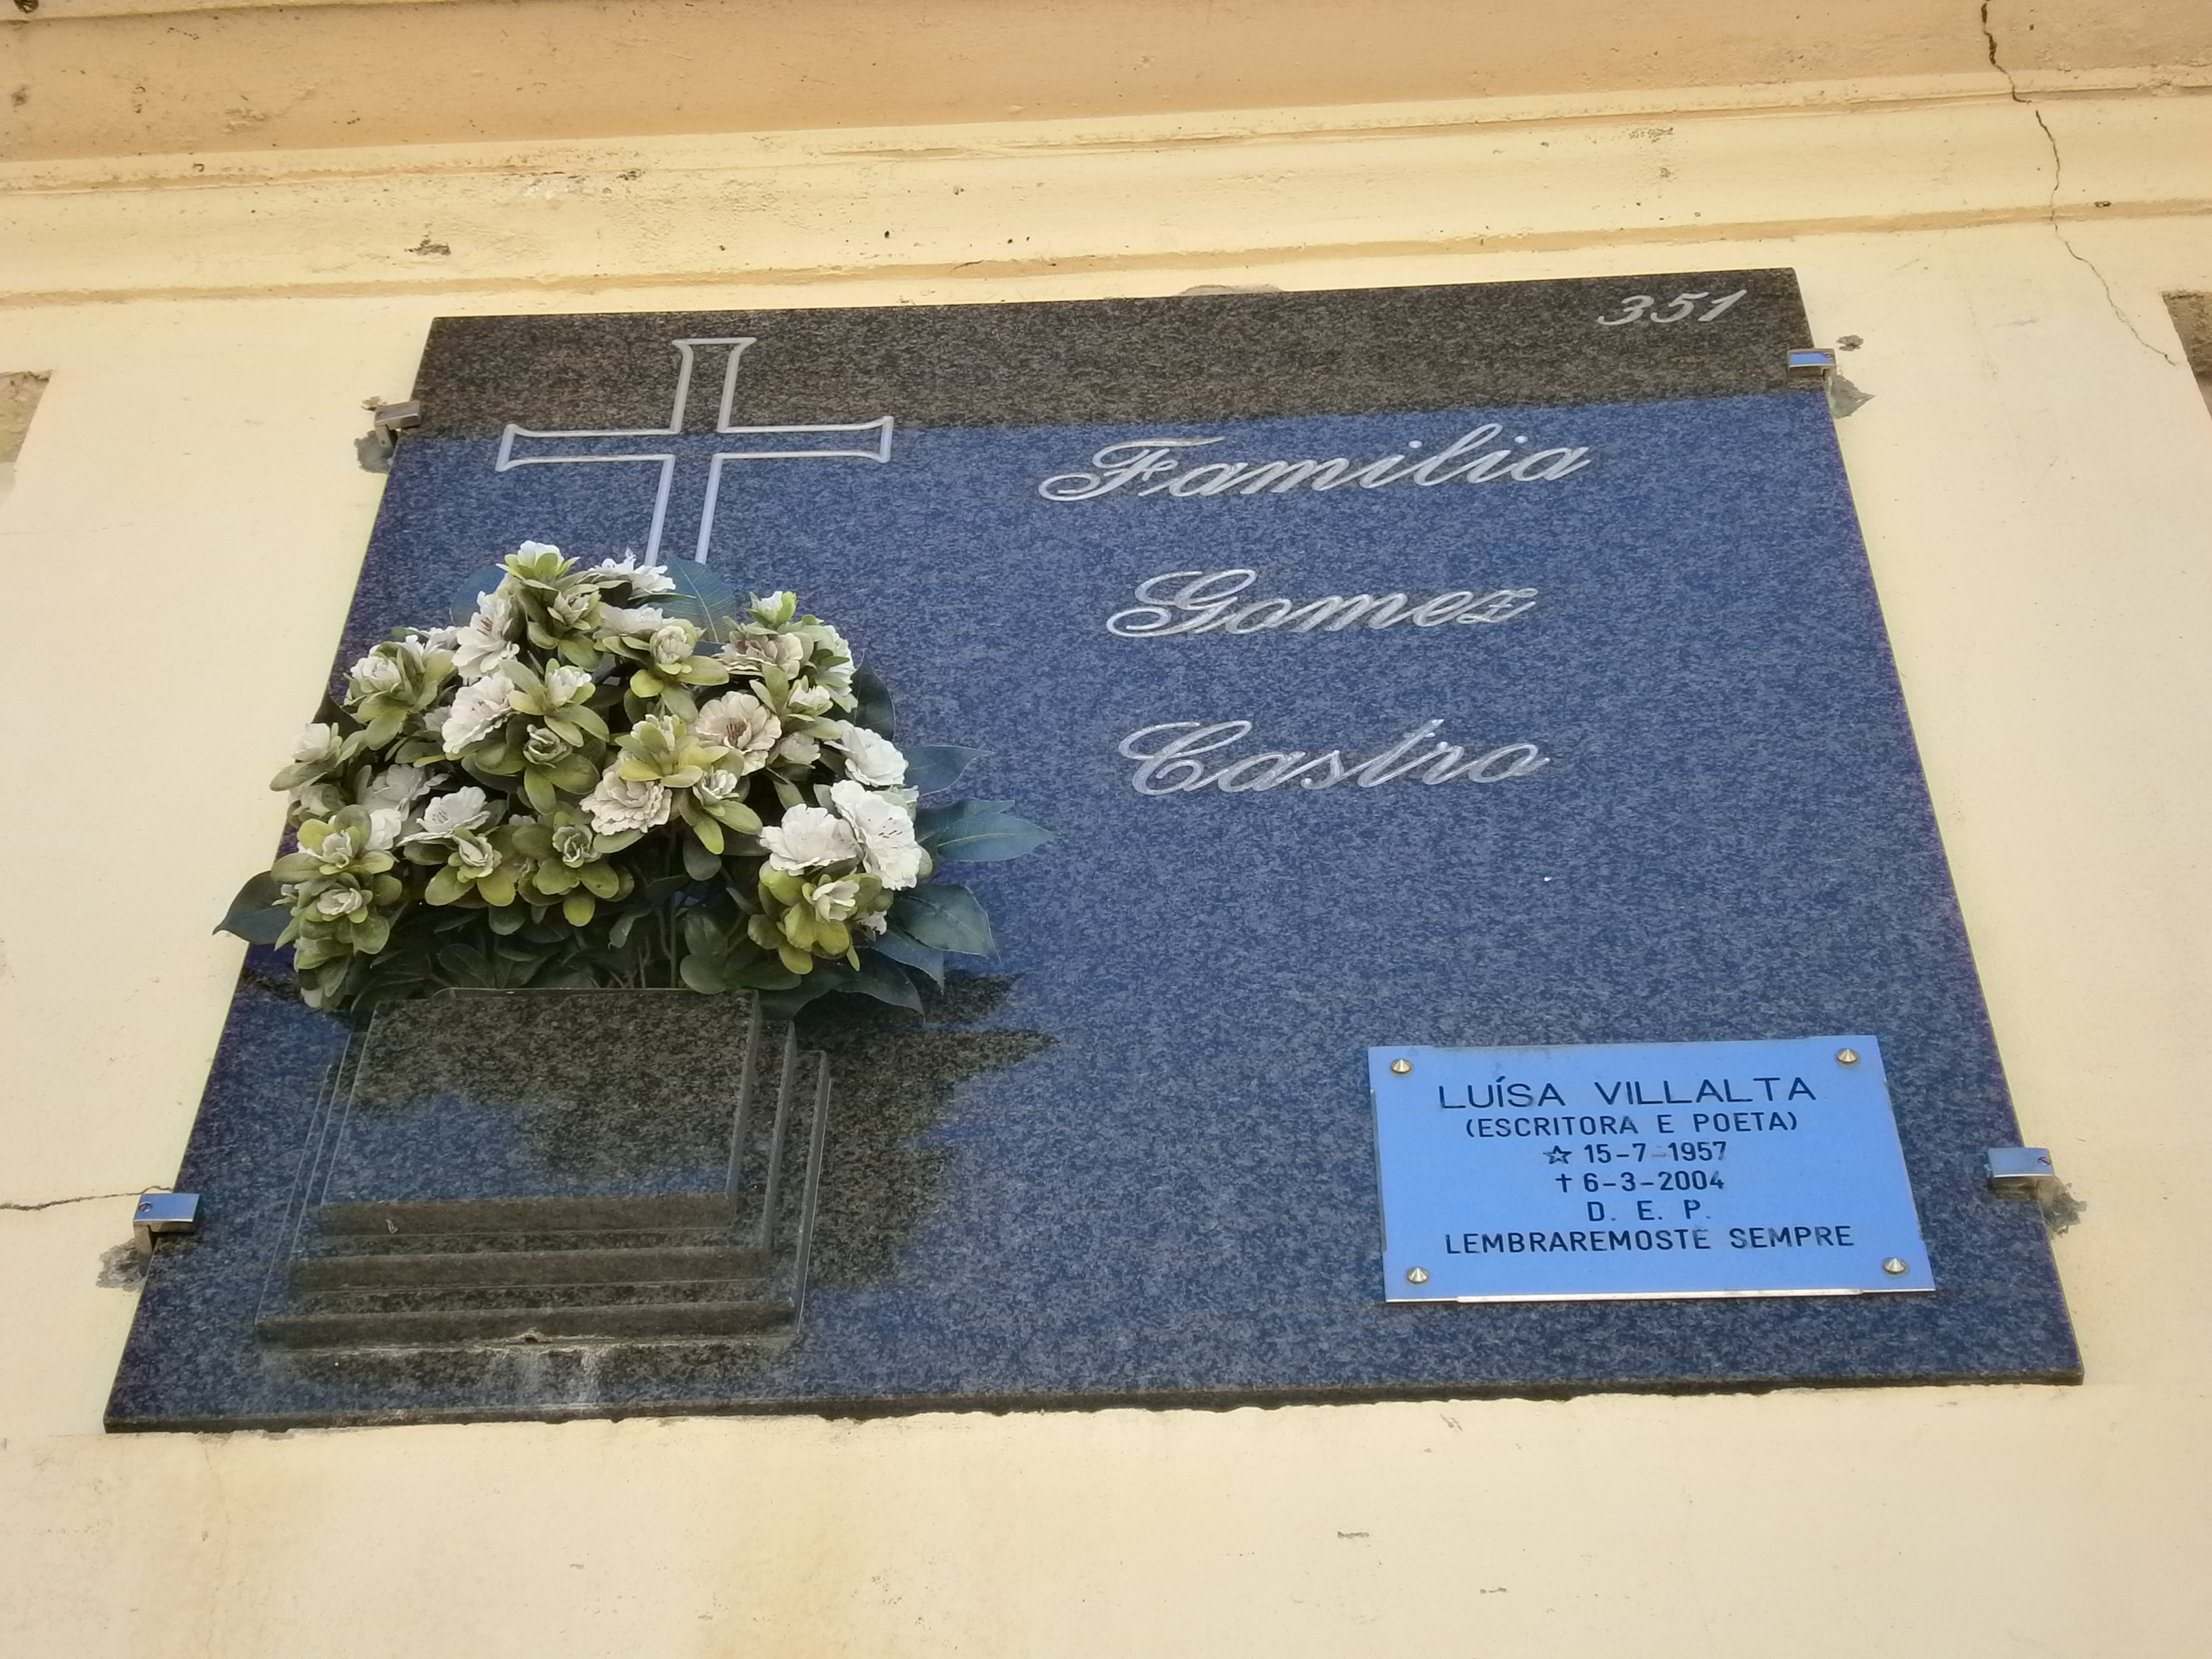 351
Familia
Gomez
Castro
LUÍSA VILLALTA
(ESCRITORA E POETA)
☆ 15-7-1957
† 6-3-2004
D. E. P.
LEMBRAREMOSTE SEMPRE